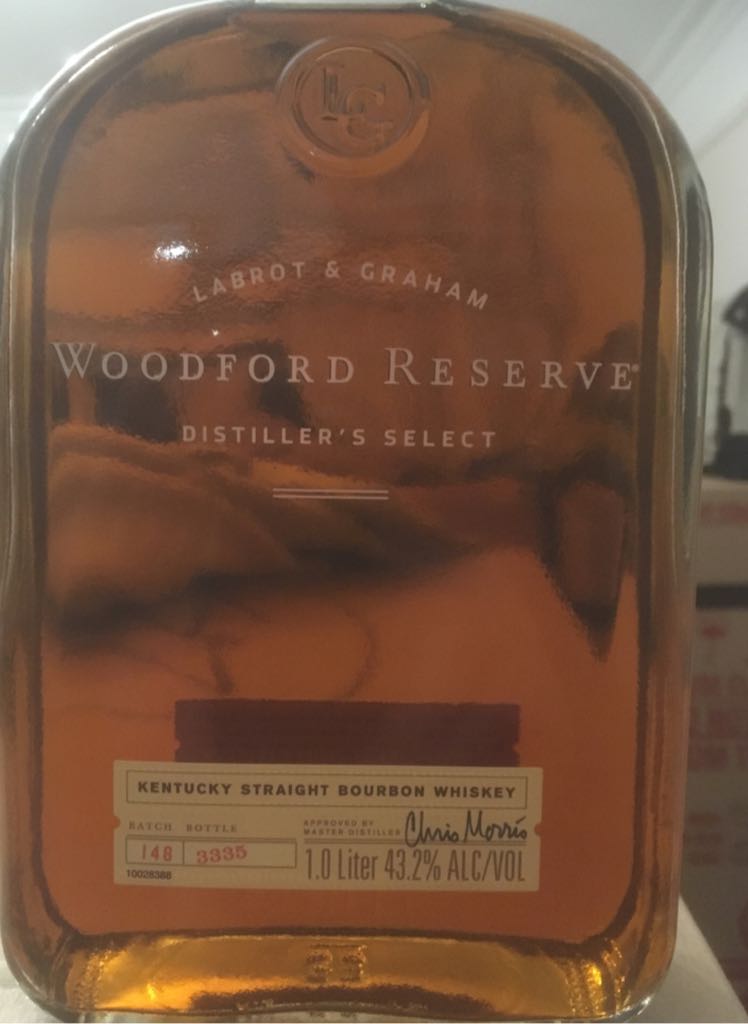 LG
LABROT & GRAHAM
WOODFORD RESERVE®
DISTILLER'S SELECT
KENTUCKY STRAIGHT BOURBON WHISKEY
BATCH BOTTLE
148 3335
APPROVED BY
MASTER DISTILLER Chris Morris
1.0 Liter 43.2% ALC/VOL
10028388